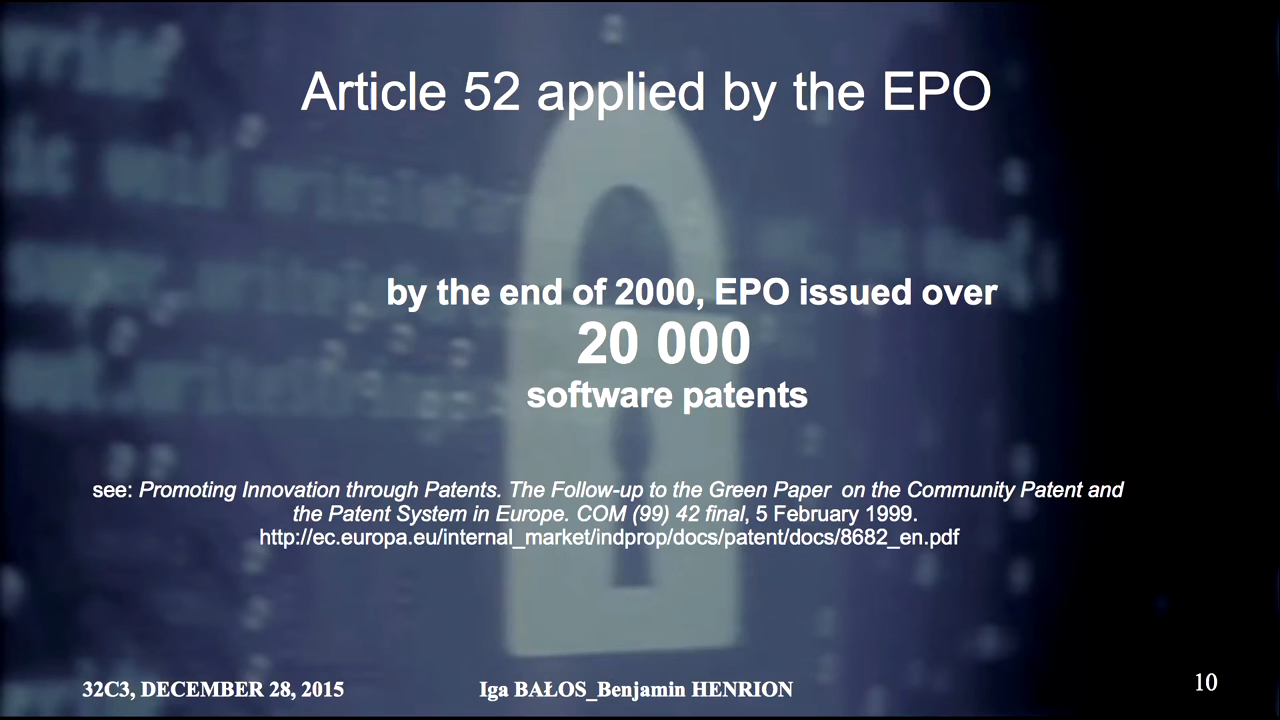 Article 52 applied by the EPO
by the end of 2000, EPO issued over
20 000
software patents
see: Promoting Innovation through Patents. The Follow-up to the Green Paper on the Community Patent and
the Patent System in Europe. COM (99) 42 final, 5 February 1999.
http://ec.europa.eu/internal_market/indprop/docs/patent/docs/8682_en.pdf
32C3, DECEMBER 28, 2015
Iga BAŁOS_Benjamin HENRION
10